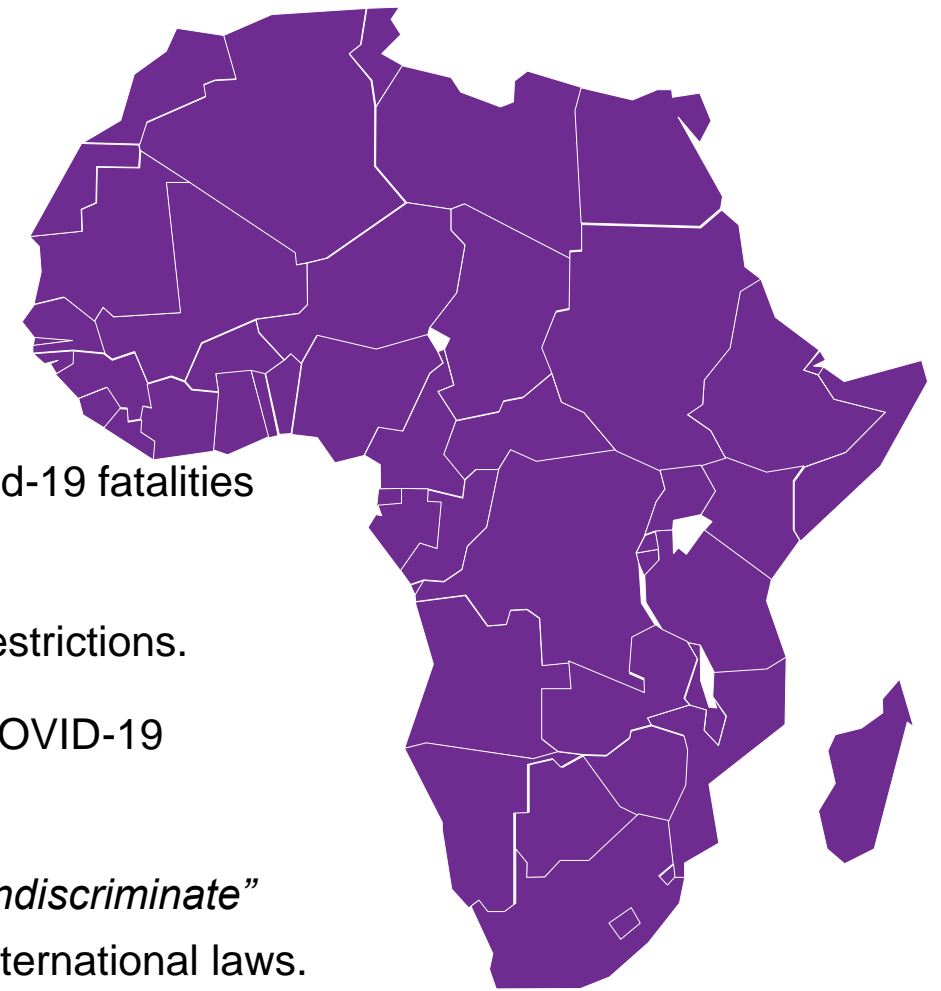 d-19 fatalities
estrictions.
OVID-19
ndiscriminate”
ternational laws.